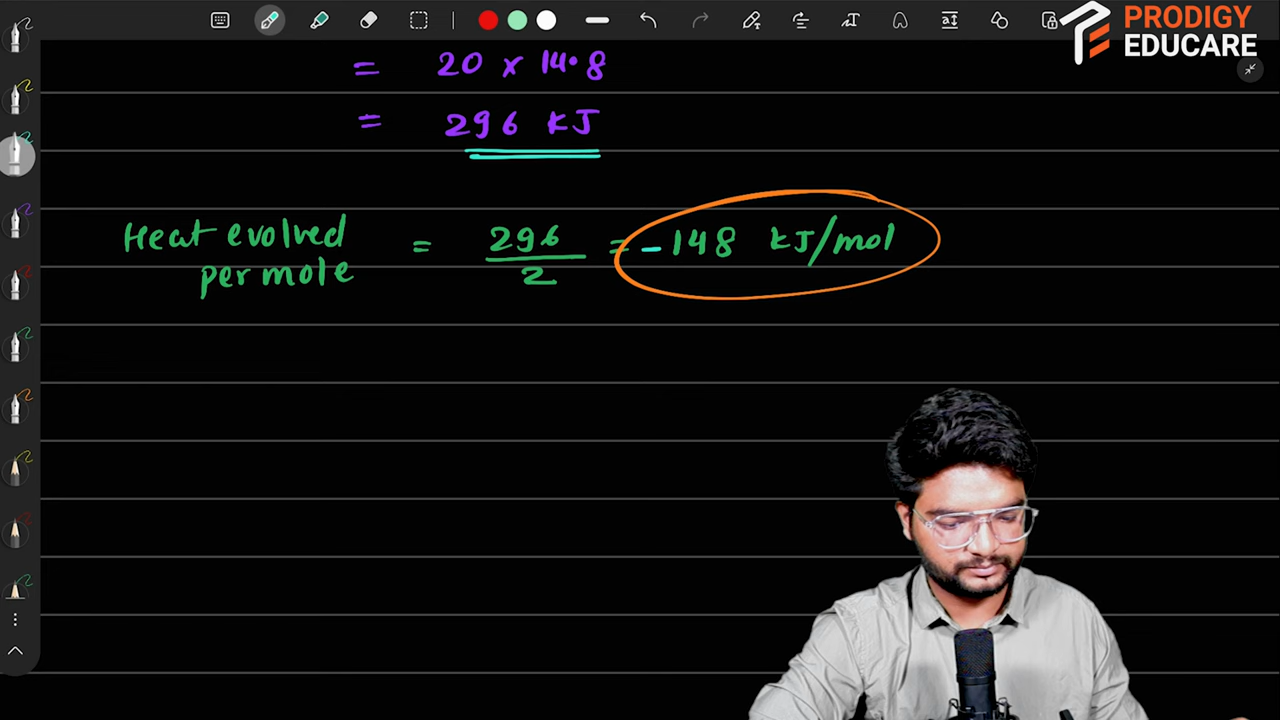 PRODIGY
EDUCARE
= 20 x 14.8
= 296 KJ
Heat evolved per mole = 296/2 = -148 KJ/mol